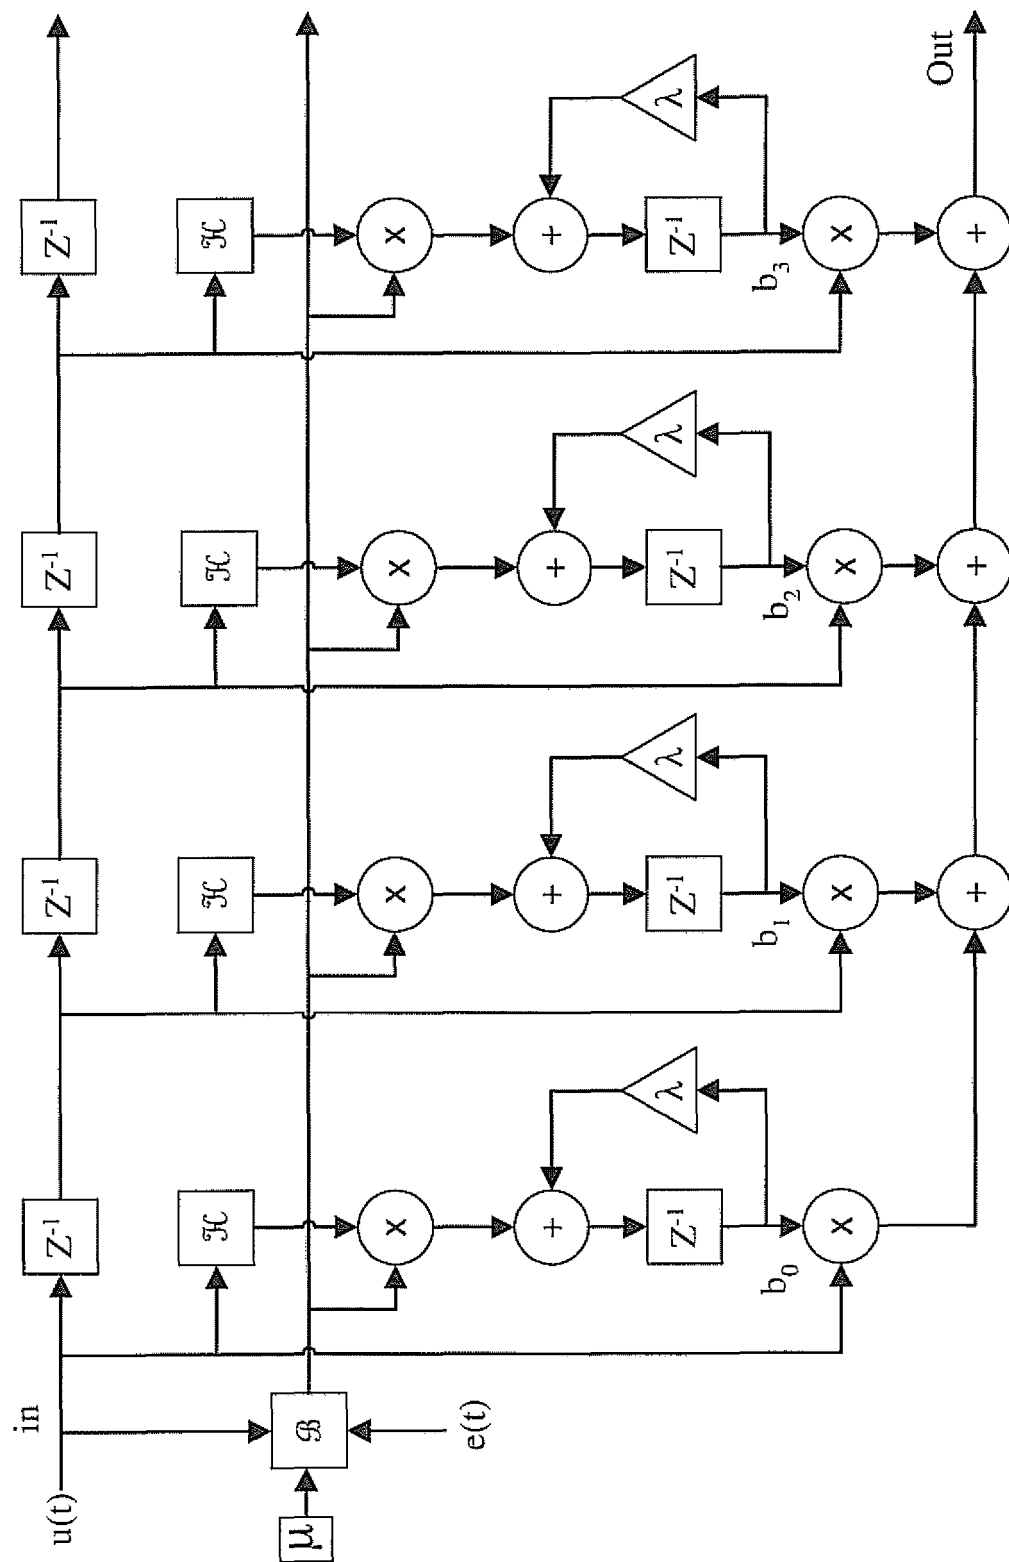 in
u(t)
μ
ℬ
e(t)
Z⁻¹
Z⁻¹
Z⁻¹
Z⁻¹
ℋ
ℋ
ℋ
ℋ
X
X
X
X
+
+
+
+
λ
λ
λ
λ
Z⁻¹
Z⁻¹
Z⁻¹
Z⁻¹
b₀
b₁
b₂
b₃
X
X
X
X
+
+
+
Out